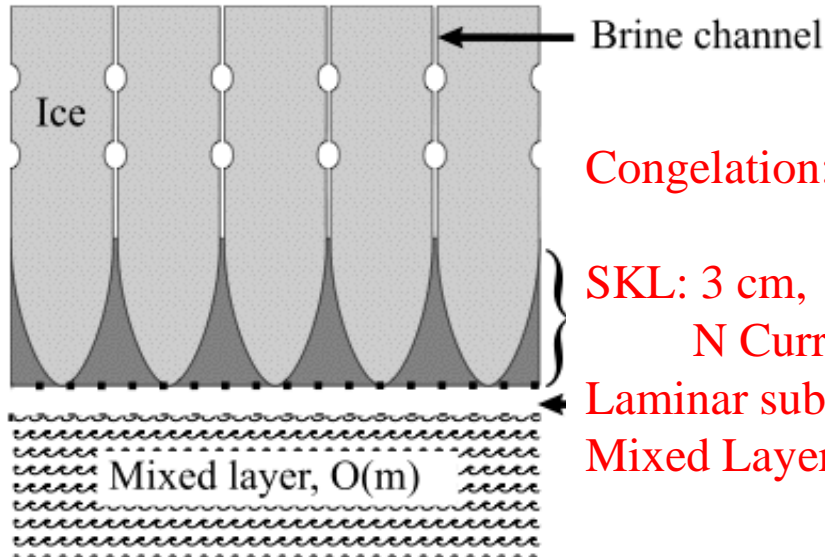 Brine channel
Ice
Congelation:
SKL: 3 cm,
N Curr
Laminar sub
Mixed Layer
Mixed layer, O(m)